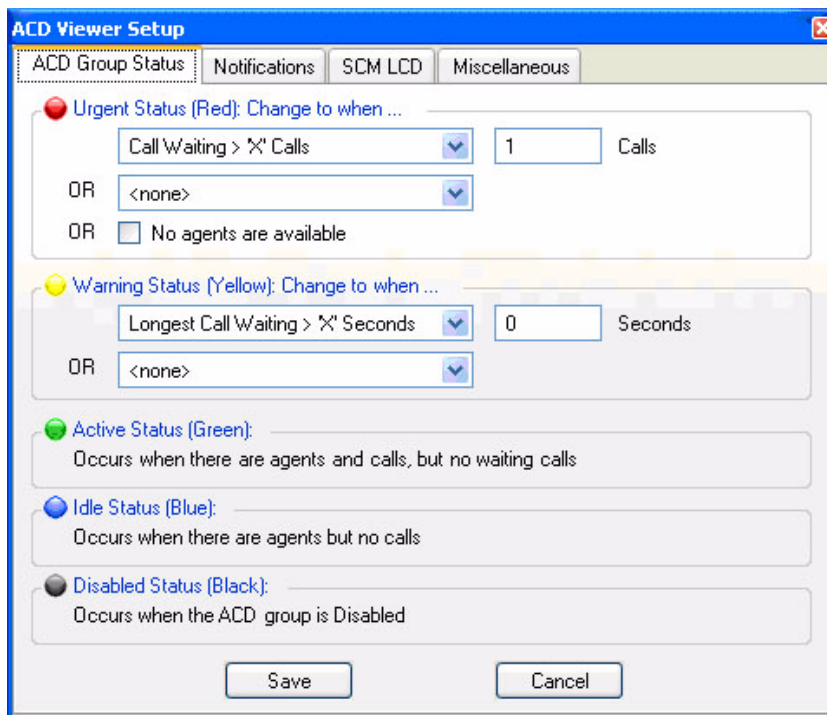 ACD Viewer Setup
ACD Group Status Notifications SCM LCD Miscellaneous
Urgent Status (Red): Change to when ...
Call Waiting > 'X' Calls 1 Calls
OR <none>
OR No agents are available
Warning Status (Yellow): Change to when ...
Longest Call Waiting > 'X' Seconds 0 Seconds
OR <none>
Active Status (Green):
Occurs when there are agents and calls, but no waiting calls
Idle Status (Blue):
Occurs when there are agents but no calls
Disabled Status (Black):
Occurs when the ACD group is Disabled
Save Cancel